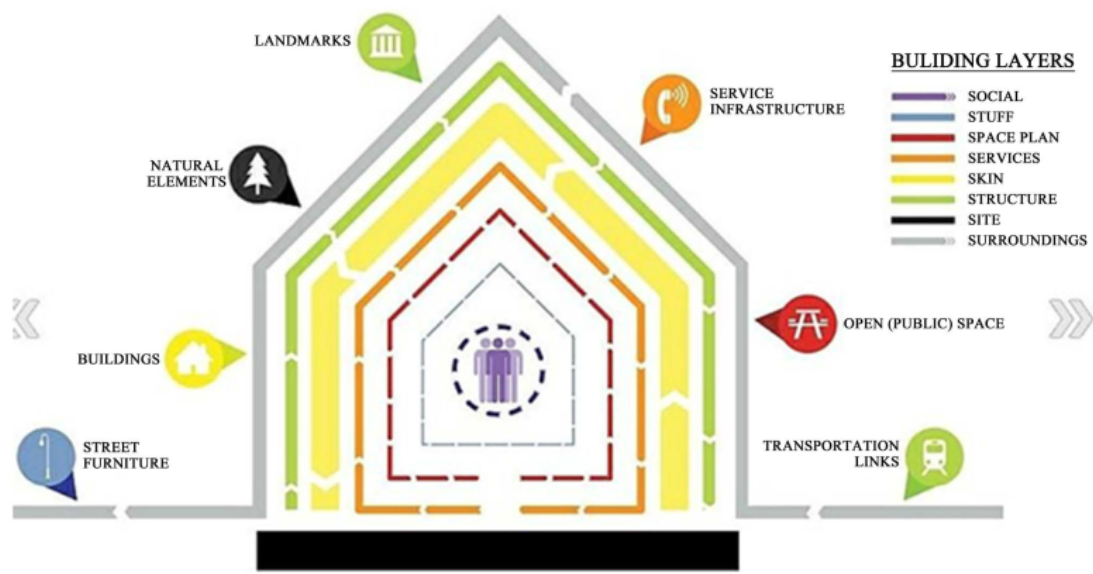 LANDMARKS
SERVICE
INFRASTRUCTURE
NATURAL
ELEMENTS
BUILDINGS
OPEN (PUBLIC) SPACE
STREET
FURNITURE
TRANSPORTATION
LINKS
BULIDING LAYERS
SOCIAL
STUFF
SPACE PLAN
SERVICES
SKIN
STRUCTURE
SITE
SURROUNDINGS